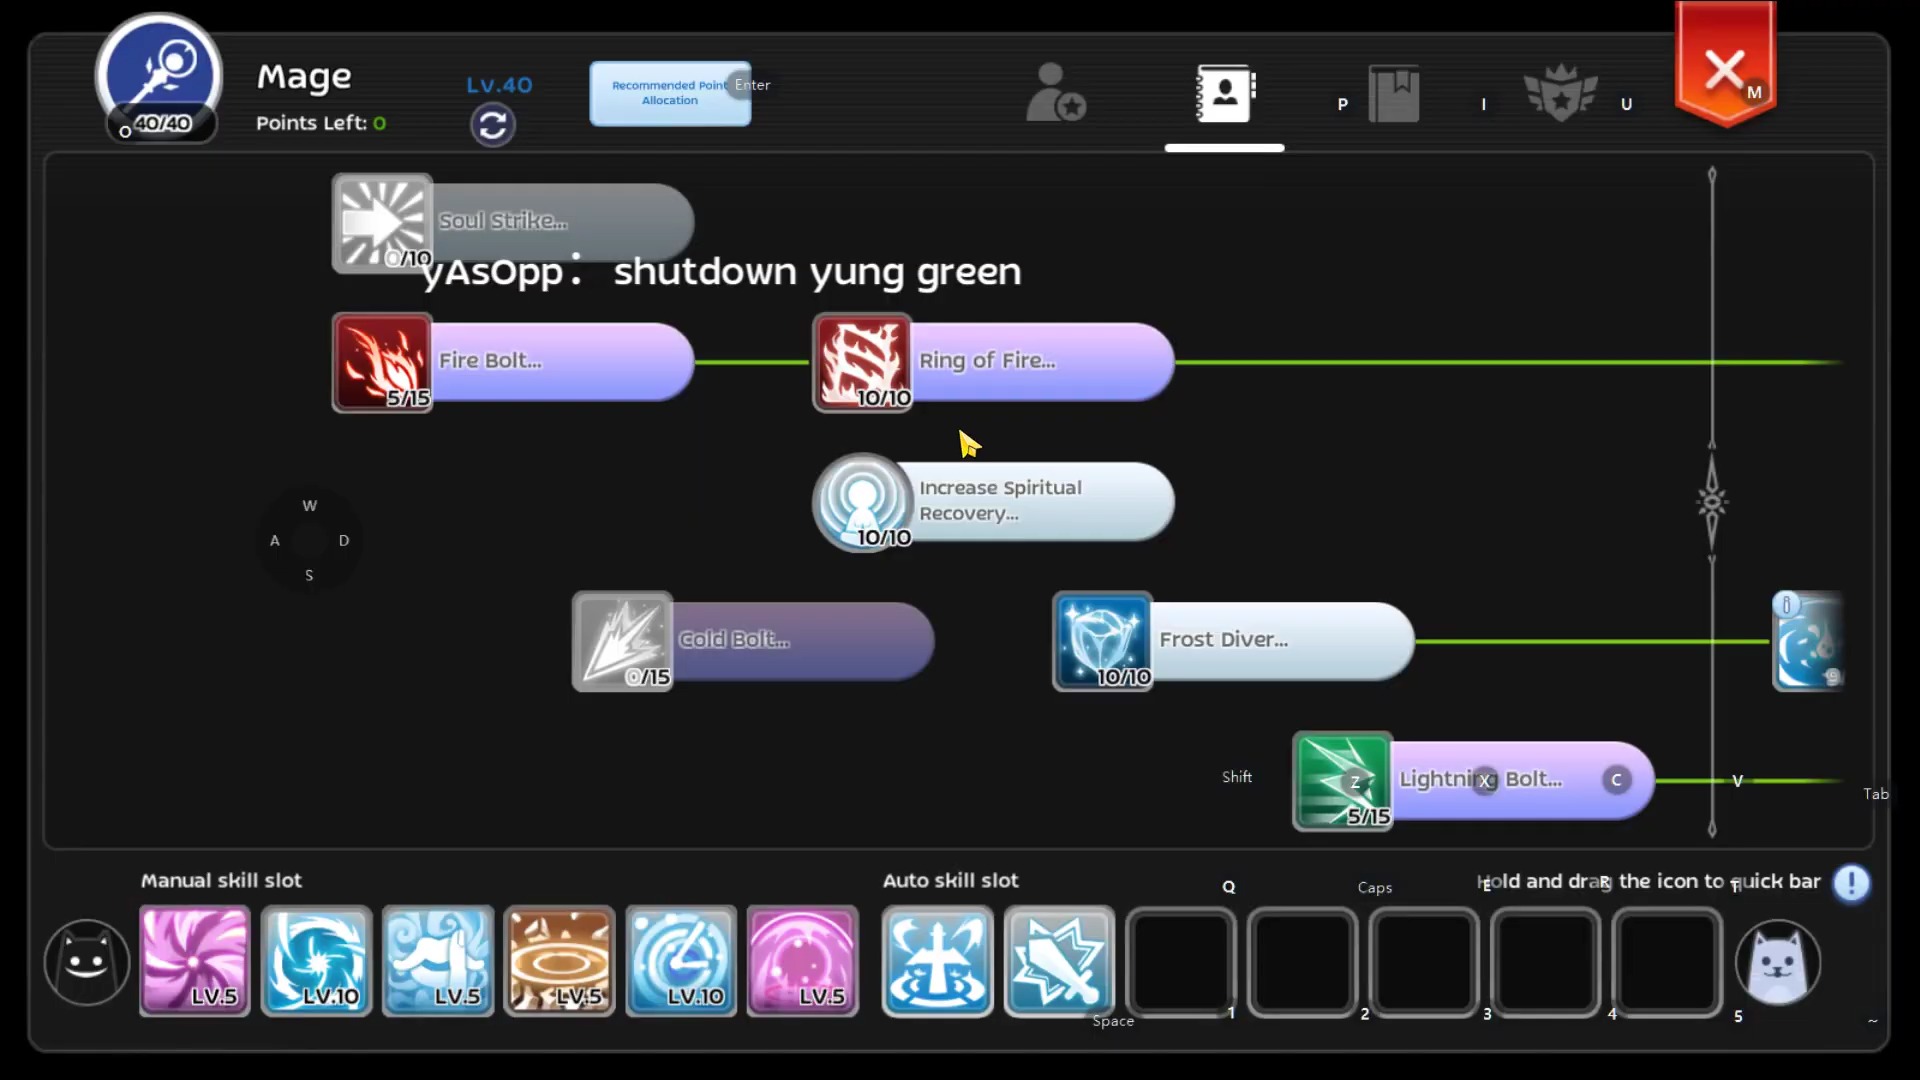 Mage
Lv.40
Recommended Point
Allocation
Enter
40/40
O
Points Left: 0
P
I
U
M
Soul Strike...
0/10
yAsOpp： shutdown yung green
Fire Bolt...
5/15
Ring of Fire...
10/10
Increase Spiritual
Recovery...
10/10
W
A
D
S
Cold Bolt...
0/15
Frost Diver...
10/10
i
9
Shift
Z
Lightning Bolt...
X
C
V
5/15
Tab
Manual skill slot
Auto skill slot
Q
Caps
E
R
T
Hold and drag the icon to quick bar
!
LV.5
LV.10
LV.5
LV.5
LV.10
LV.5
Space
1
2
3
4
5
~